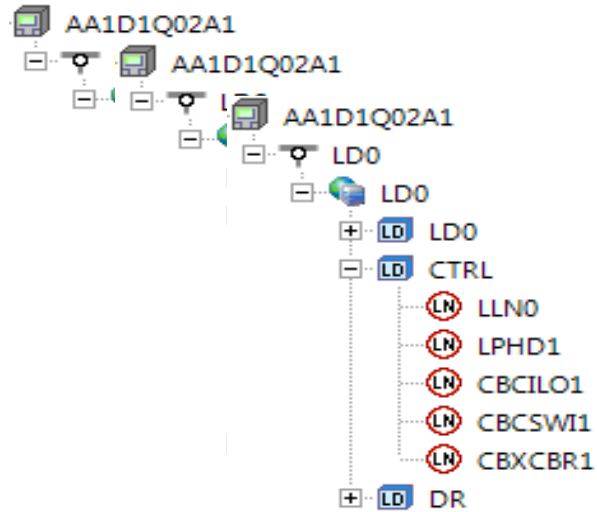 AA1D1Q02A1
AA1D1Q02A1
AA1D1Q02A1
LD0
LD0
LD LD0
LD CTRL
LN LLN0
LN LPHD1
LN CBCILO1
LN CBCSWI1
LN CBXCBR1
LD DR